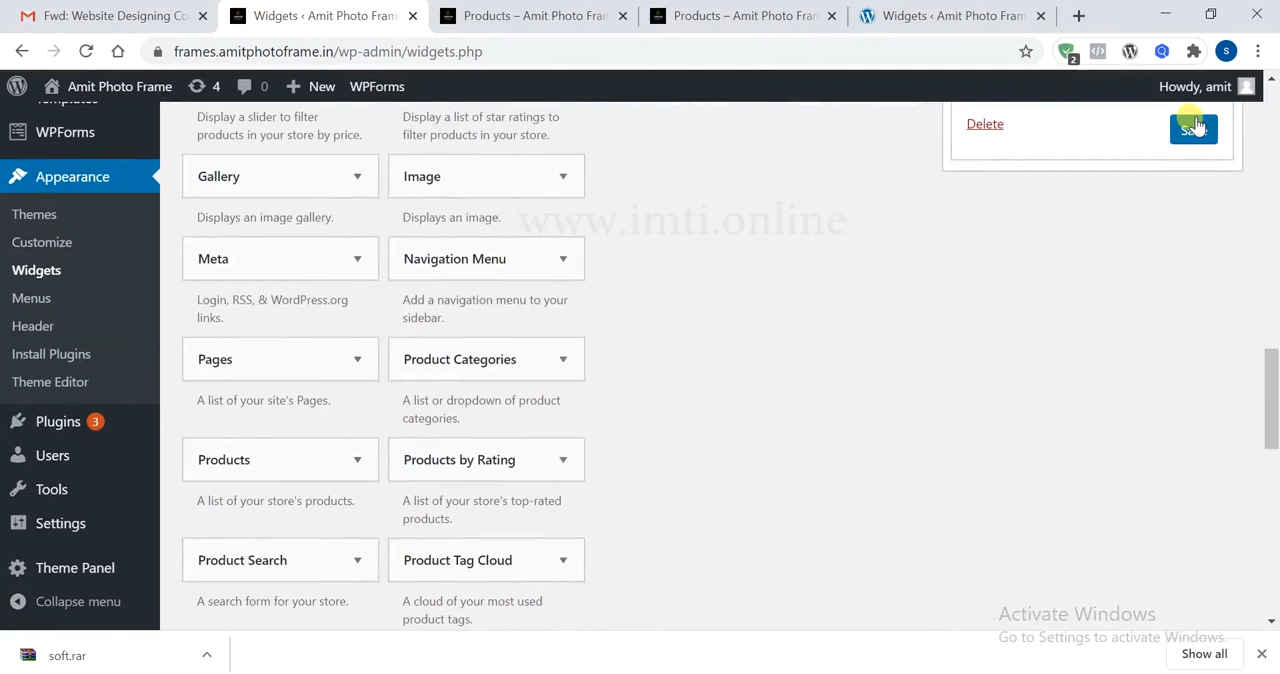 Fwd: Website Designing Co
Widgets ‹ Amit Photo Fram
Products – Amit Photo Fran
Products – Amit Photo Fran
Widgets ‹ Amit Photo Fram
frames.amitphotoframe.in/wp-admin/widgets.php
2
S
Amit Photo Frame
4
0
New
WPForms
Howdy, amit
Templates
WPForms
Appearance
Themes
Customize
Widgets
Menus
Header
Install Plugins
Theme Editor
Plugins 3
Users
Tools
Settings
Theme Panel
Collapse menu
Display a slider to filter
products in your store by price.
Display a list of star ratings to
filter products in your store.
Gallery
Displays an image gallery.
Image
Displays an image.
Meta
Login, RSS, & WordPress.org
links.
Navigation Menu
Add a navigation menu to your
sidebar.
Pages
A list of your site's Pages.
Product Categories
A list or dropdown of product
categories.
Products
A list of your store's products.
Products by Rating
A list of your store's top-rated
products.
Product Search
A search form for your store.
Product Tag Cloud
A cloud of your most used
product tags.
Delete
www.imti.online
Activate Windows
Go to Settings to activate Windows.
soft.rar
Show all